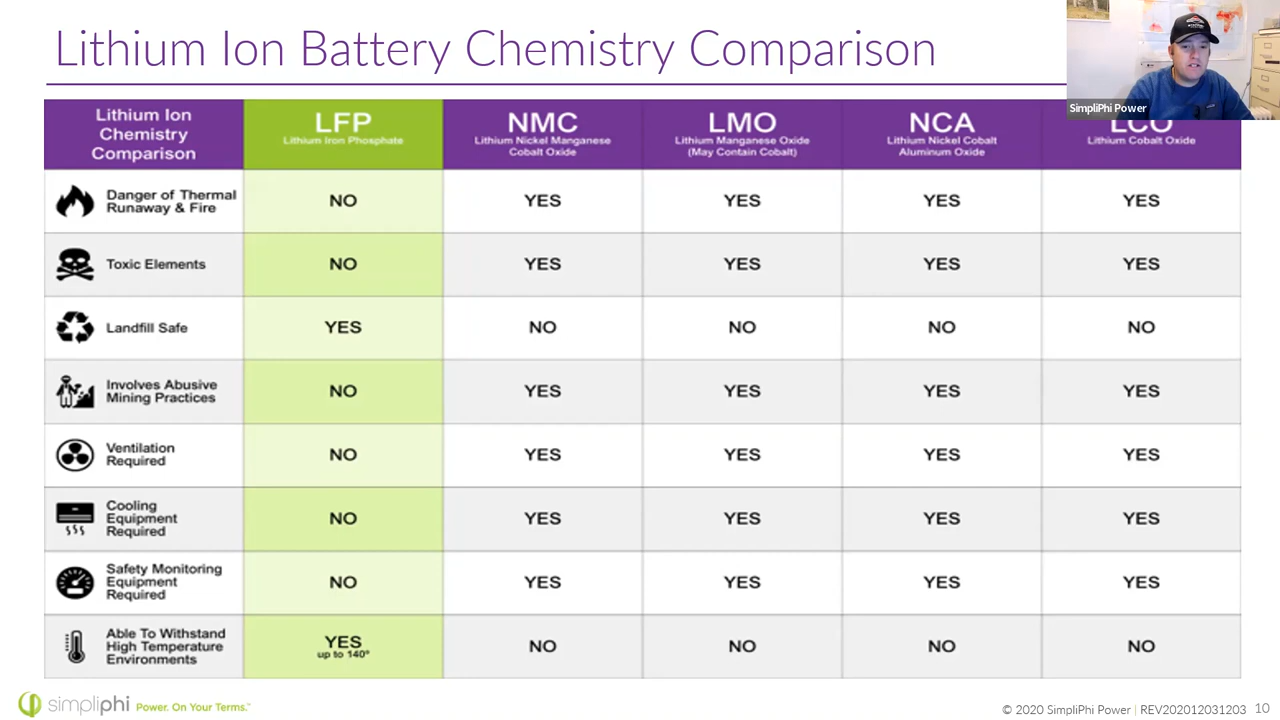 Lithium Ion Battery Chemistry Comparison
SimpliPhi Power
Lithium Ion
Chemistry
Comparison
LFP
Lithium Iron Phosphate
NMC
Lithium Nickel Manganese
Cobalt Oxide
LMO
Lithium Manganese Oxide
(May Contain Cobalt)
NCA
Lithium Nickel Cobalt
Aluminum Oxide
LCO
Lithium Cobalt Oxide
Danger of Thermal
Runaway & Fire
NO
YES
YES
YES
YES
Toxic Elements
NO
YES
YES
YES
YES
Landfill Safe
YES
NO
NO
NO
NO
Involves Abusive
Mining Practices
NO
YES
YES
YES
YES
Ventilation
Required
NO
YES
YES
YES
YES
Cooling
Equipment
Required
NO
YES
YES
YES
YES
Safety Monitoring
Equipment
Required
NO
YES
YES
YES
YES
Able To Withstand
High Temperature
Environments
YES
up to 140°
NO
NO
NO
NO
simpliphi Power. On Your Terms.™
© 2020 SimpliPhi Power | REV202012031203 10